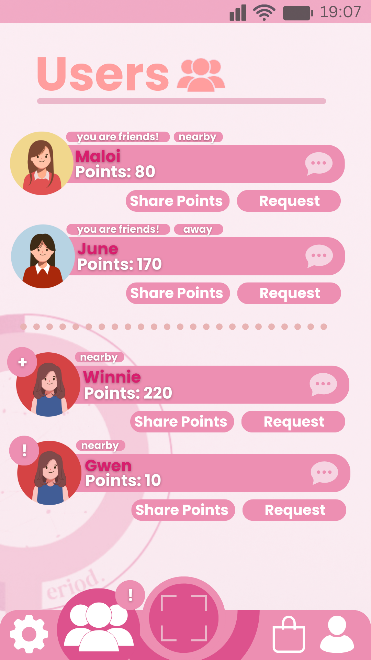 19:07
Users
you are friends! nearby
Maloi
Points: 80
Share Points Request
you are friends! away
June
Points: 170
Share Points Request
+
nearby
Winnie
Points: 220
Share Points Request
!
nearby
Gwen
Points: 10
Share Points Request
eriod.
!